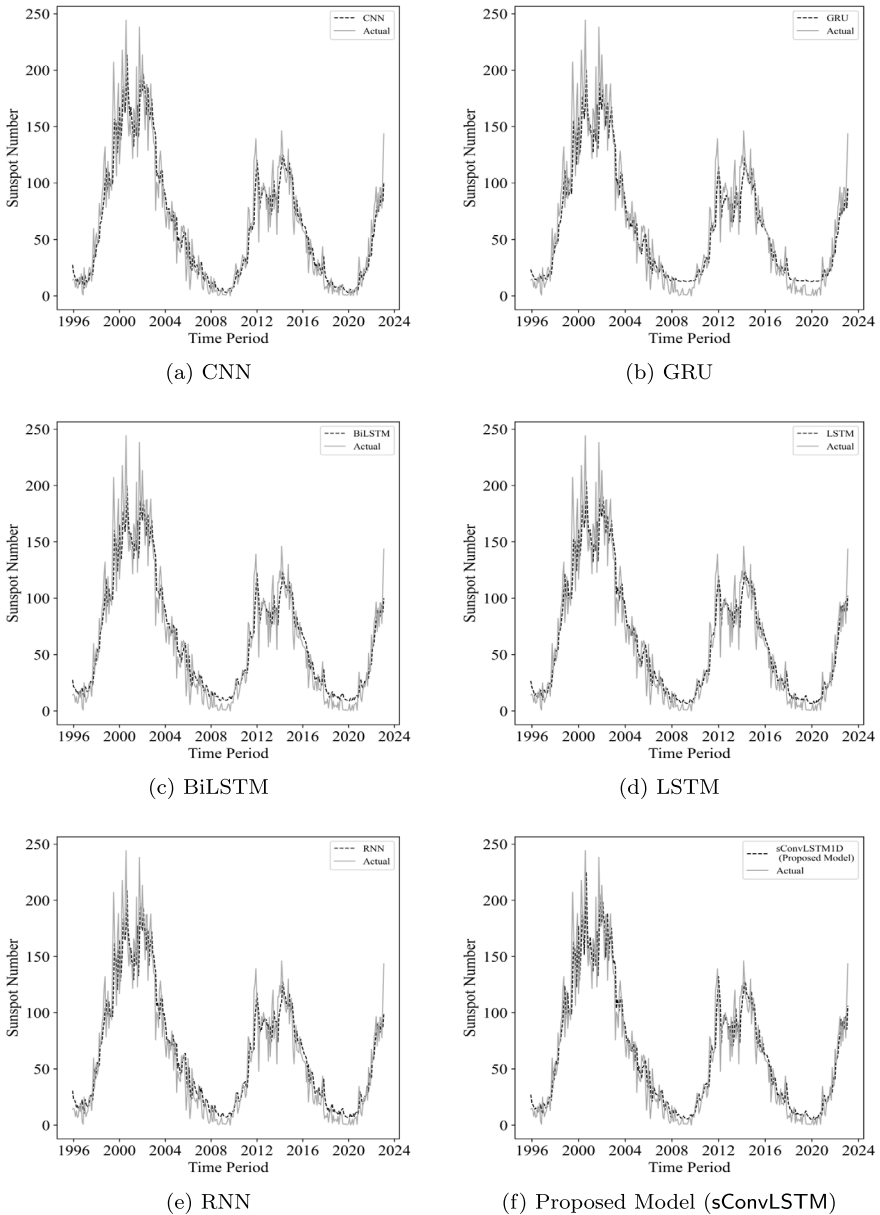 CNN
Actual
Sunspot Number
250
200
150
100
50
0
1996 2000 2004 2008 2012 2016 2020 2024
Time Period
(a) CNN
GRU
Actual
Sunspot Number
250
200
150
100
50
0
1996 2000 2004 2008 2012 2016 2020 2024
Time Period
(b) GRU
BiLSTM
Actual
Sunspot Number
250
200
150
100
50
0
1996 2000 2004 2008 2012 2016 2020 2024
Time Period
(c) BiLSTM
LSTM
Actual
Sunspot Number
250
200
150
100
50
0
1996 2000 2004 2008 2012 2016 2020 2024
Time Period
(d) LSTM
RNN
Actual
Sunspot Number
250
200
150
100
50
0
1996 2000 2004 2008 2012 2016 2020 2024
Time Period
(e) RNN
sConvLSTM1D
(Proposed Model)
Actual
Sunspot Number
250
200
150
100
50
0
1996 2000 2004 2008 2012 2016 2020 2024
Time Period
(f) Proposed Model (sConvLSTM)